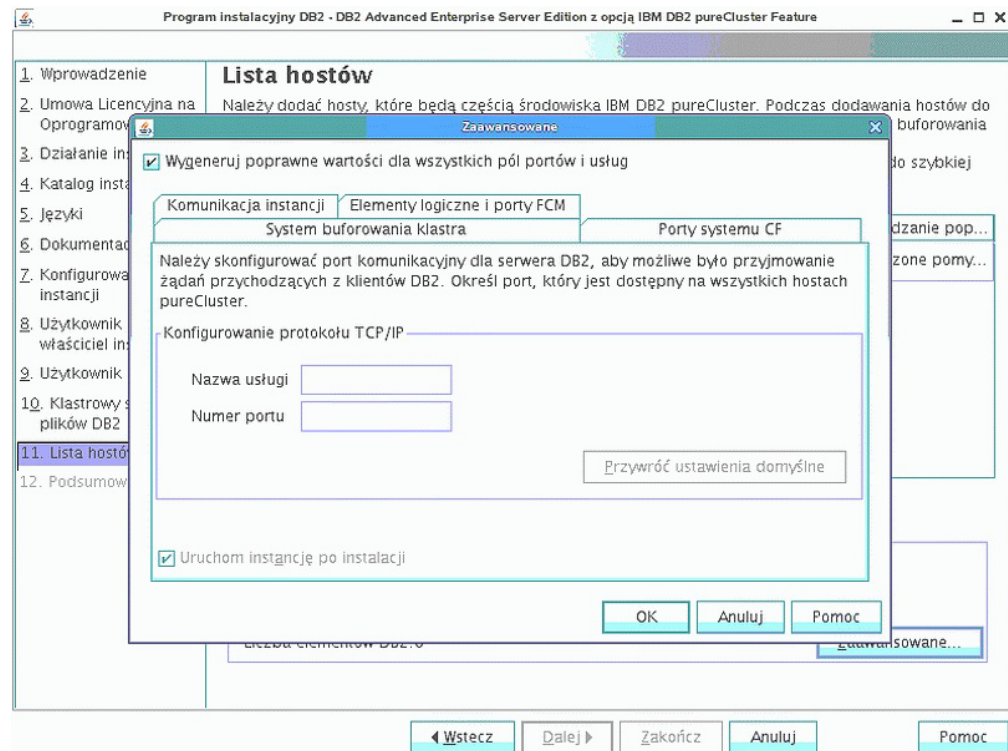 Program instalacyjny DB2 - DB2 Advanced Enterprise Server Edition z opcją IBM DB2 pureCluster Feature
1. Wprowadzenie
2. Umowa Licencyjna na
Oprogramow
3. Działanie in
4. Katalog insta
5. Języki
6. Dokumentac
7. Konfigurowa
instancji
8. Użytkownik
właściciel in
9. Użytkownik
10. Klastrowy s
plików DB2
11. Lista hostó
12. Podsumow
Lista hostów
Należy dodać hosty, które będą częścią środowiska IBM DB2 pureCluster. Podczas dodawania hostów do
buforowania
do szybkiej
dzanie pop...
zone pomy...
Zaawansowane
Wygeneruj poprawne wartości dla wszystkich pól portów i usług
Komunikacja instancji
Elementy logiczne i porty FCM
System buforowania klastra
Porty systemu CF
Należy skonfigurować port komunikacyjny dla serwera DB2, aby możliwe było przyjmowanie
żądań przychodzących z klientów DB2. Określ port, który jest dostępny na wszystkich hostach
pureCluster.
Konfigurowanie protokołu TCP/IP
Nazwa usługi
Numer portu
Przywróć ustawienia domyślne
Uruchom instancję po instalacji
OK
Anuluj
Pomoc
Liczba elementów DB2:0
Zaawansowane...
Wstecz
Dalej
Zakończ
Anuluj
Pomoc